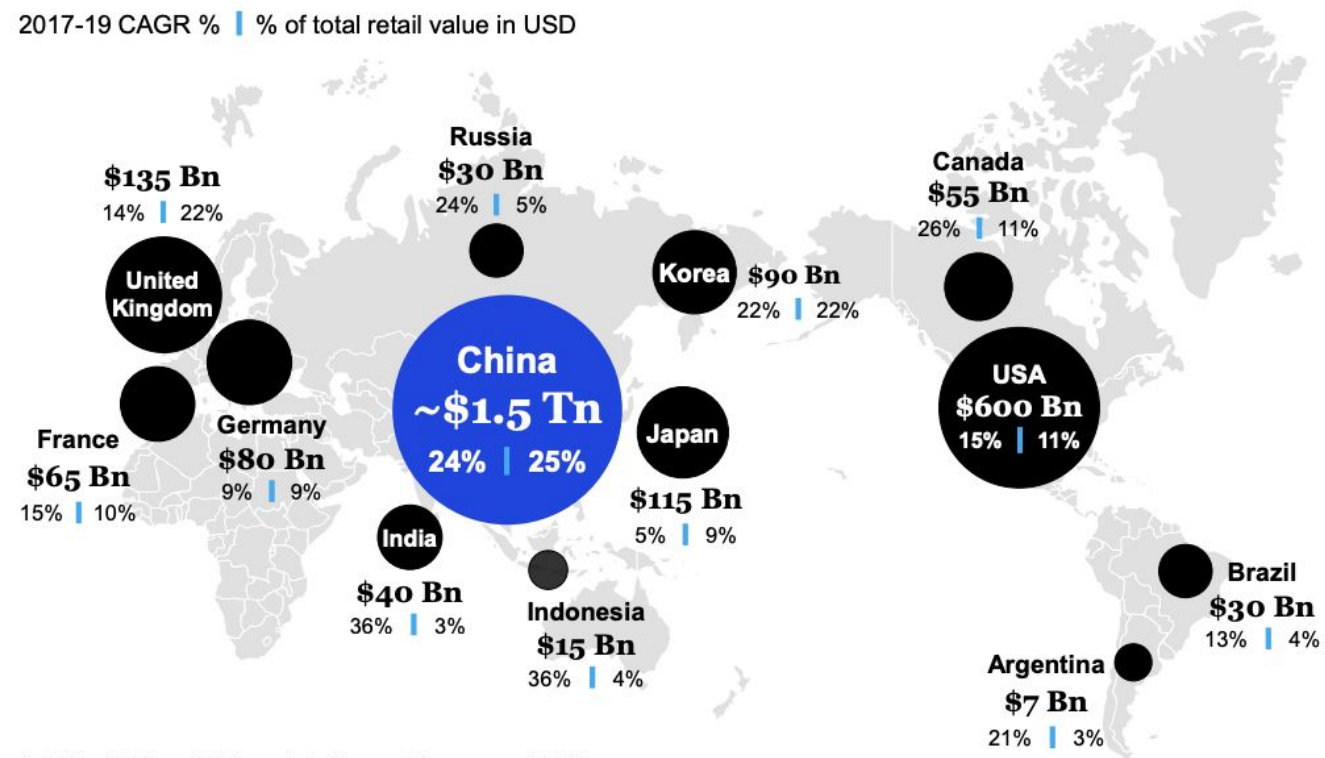 2017-19 CAGR % | % of total retail value in USD
$135 Bn
14% | 22%
United
Kingdom
Russia
$30 Bn
24% | 5%
Korea
$90 Bn
22% | 22%
Canada
$55 Bn
26% | 11%
China
~$1.5 Tn
24% | 25%
USA
$600 Bn
15% | 11%
France
$65 Bn
15% | 10%
Germany
$80 Bn
9% | 9%
Japan
$115 Bn
5% | 9%
India
$40 Bn
36% | 3%
Indonesia
$15 Bn
36% | 4%
Brazil
$30 Bn
13% | 4%
Argentina
$7 Bn
21% | 3%